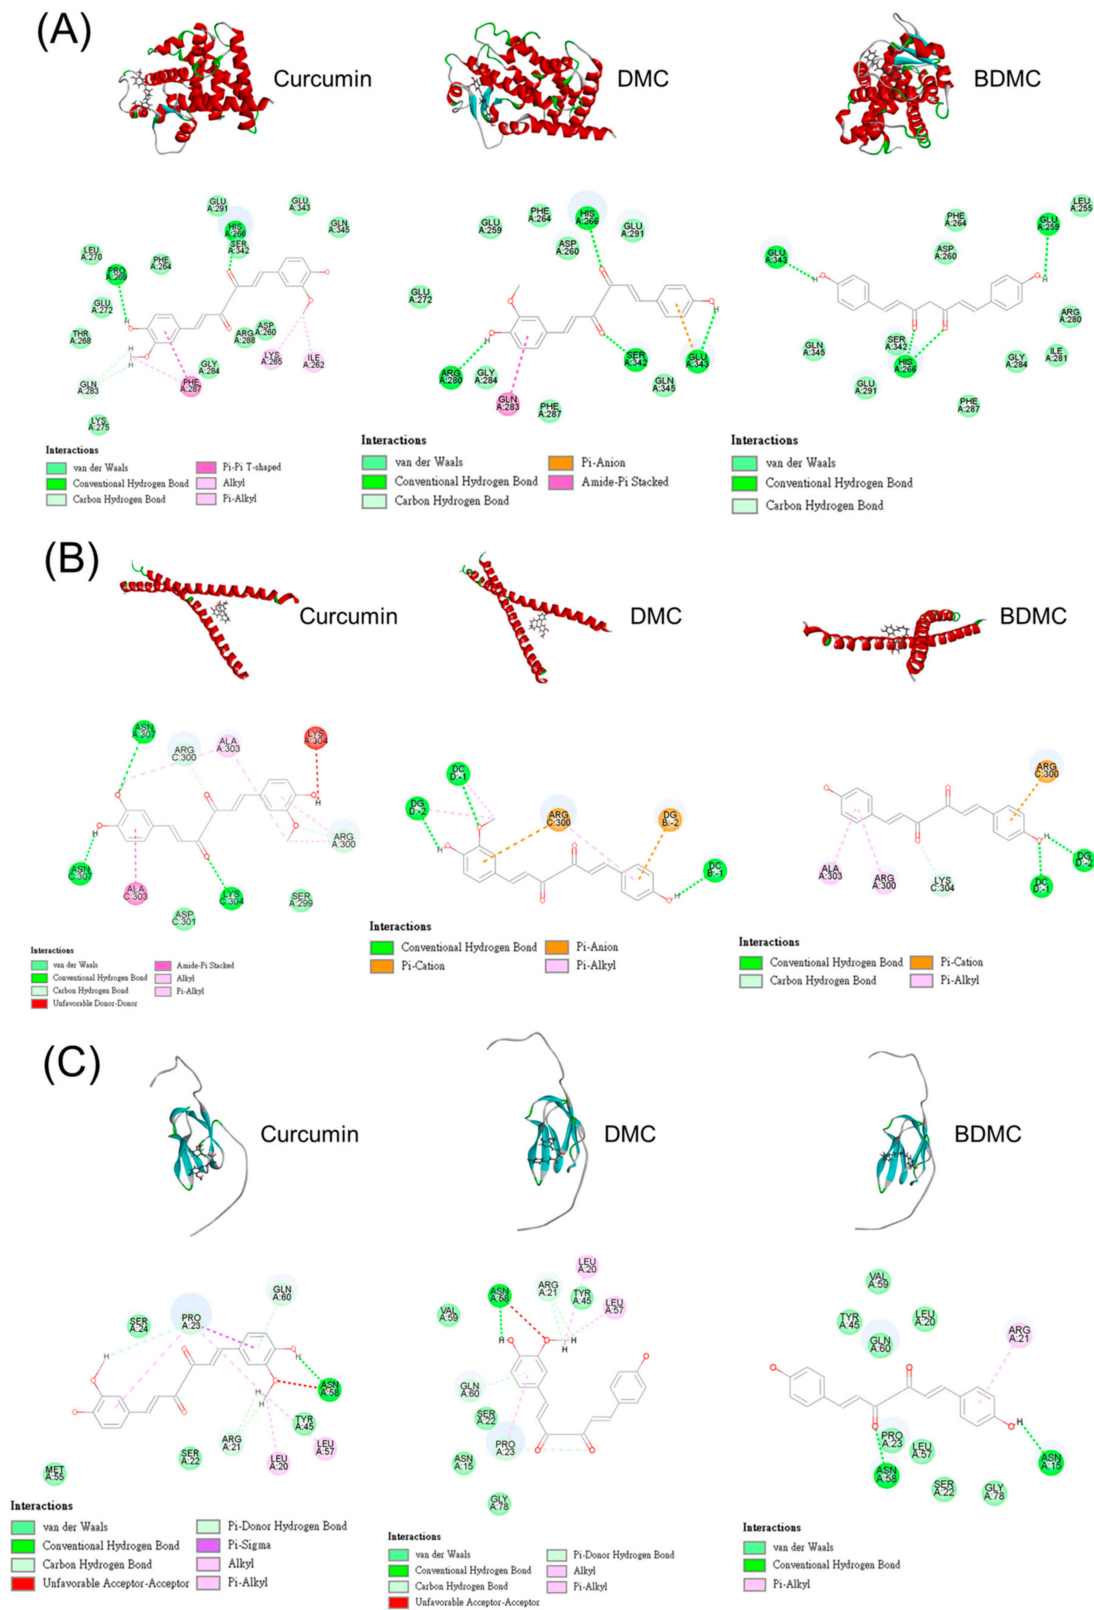 (A)
Curcumin
DMC
BDMC
GLU
A:291
GLU
A:343
HIS
A:266
SER
A:342
GLN
A:345
LEU
A:270
PRO
A:269
PHE
A:264
GLU
A:272
THR
A:268
ARG
A:288
ASP
A:260
LYS
A:265
ILE
A:262
GLY
A:284
GLN
A:283
PHE
A:287
LYS
A:275
GLU
A:259
PHE
A:264
HIS
A:266
ASP
A:260
GLU
A:291
GLU
A:272
ARG
A:280
GLY
A:284
GLN
A:283
PHE
A:287
SER
A:342
GLN
A:345
GLU
A:343
LEU
A:255
GLU
A:259
PHE
A:264
ASP
A:260
GLU
A:343
ARG
A:280
GLN
A:345
SER
A:342
HIS
A:266
GLY
A:284
ILE
A:281
GLU
A:291
PHE
A:287
Interactions
van der Waals
Conventional Hydrogen Bond
Carbon Hydrogen Bond
Pi-Pi T-shaped
Alkyl
Pi-Alkyl
Interactions
van der Waals
Conventional Hydrogen Bond
Carbon Hydrogen Bond
Pi-Anion
Amide-Pi Stacked
Interactions
van der Waals
Conventional Hydrogen Bond
Carbon Hydrogen Bond
(B)
Curcumin
DMC
BDMC
ASN
A:307
ARG
C:300
ALA
A:303
LYS
A:304
ARG
A:300
ASN
C:307
ALA
C:303
LYS
C:304
ASP
C:301
SER
A:299
DC
D:-1
DG
D:-2
ARG
C:300
DG
B:-2
DC
B:-1
ARG
C:300
ALA
A:303
ARG
A:300
LYS
C:304
DG
D:-2
DC
D:-1
Interactions
van der Waals
Conventional Hydrogen Bond
Carbon Hydrogen Bond
Unfavorable Donor-Donor
Amide-Pi Stacked
Alkyl
Pi-Alkyl
Interactions
Conventional Hydrogen Bond
Pi-Cation
Pi-Anion
Pi-Alkyl
Interactions
Conventional Hydrogen Bond
Carbon Hydrogen Bond
Pi-Cation
Pi-Alkyl
(C)
Curcumin
DMC
BDMC
GLN
A:60
SER
A:24
PRO
A:23
ASN
A:58
TYR
A:45
LEU
A:57
ARG
A:21
SER
A:22
LEU
A:20
MET
A:55
LEU
A:20
ARG
A:21
TYR
A:45
LEU
A:57
ASN
A:58
VAL
A:59
GLN
A:60
SER
A:22
PRO
A:23
ASN
A:15
GLY
A:78
VAL
A:59
TYR
A:45
LEU
A:20
GLN
A:60
ARG
A:21
PRO
A:23
LEU
A:57
ASN
A:58
SER
A:22
GLY
A:78
ASN
A:15
Interactions
van der Waals
Conventional Hydrogen Bond
Carbon Hydrogen Bond
Unfavorable Acceptor-Acceptor
Pi-Donor Hydrogen Bond
Pi-Sigma
Alkyl
Pi-Alkyl
Interactions
van der Waals
Conventional Hydrogen Bond
Carbon Hydrogen Bond
Unfavorable Acceptor-Acceptor
Pi-Donor Hydrogen Bond
Alkyl
Pi-Alkyl
Interactions
van der Waals
Conventional Hydrogen Bond
Pi-Alkyl